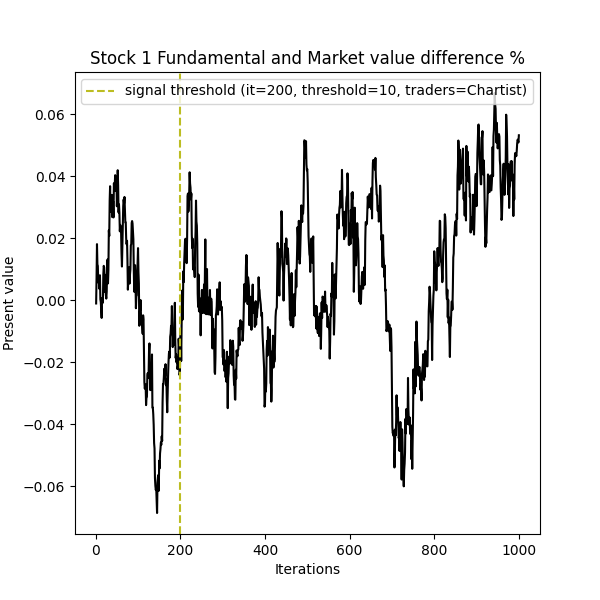 Stock 1 Fundamental and Market value difference %
signal threshold (it=200, threshold=10, traders=Chartist)
0.06
0.04
0.02
0.00
−0.02
−0.04
−0.06
Present value
0 200 400 600 800 1000
Iterations